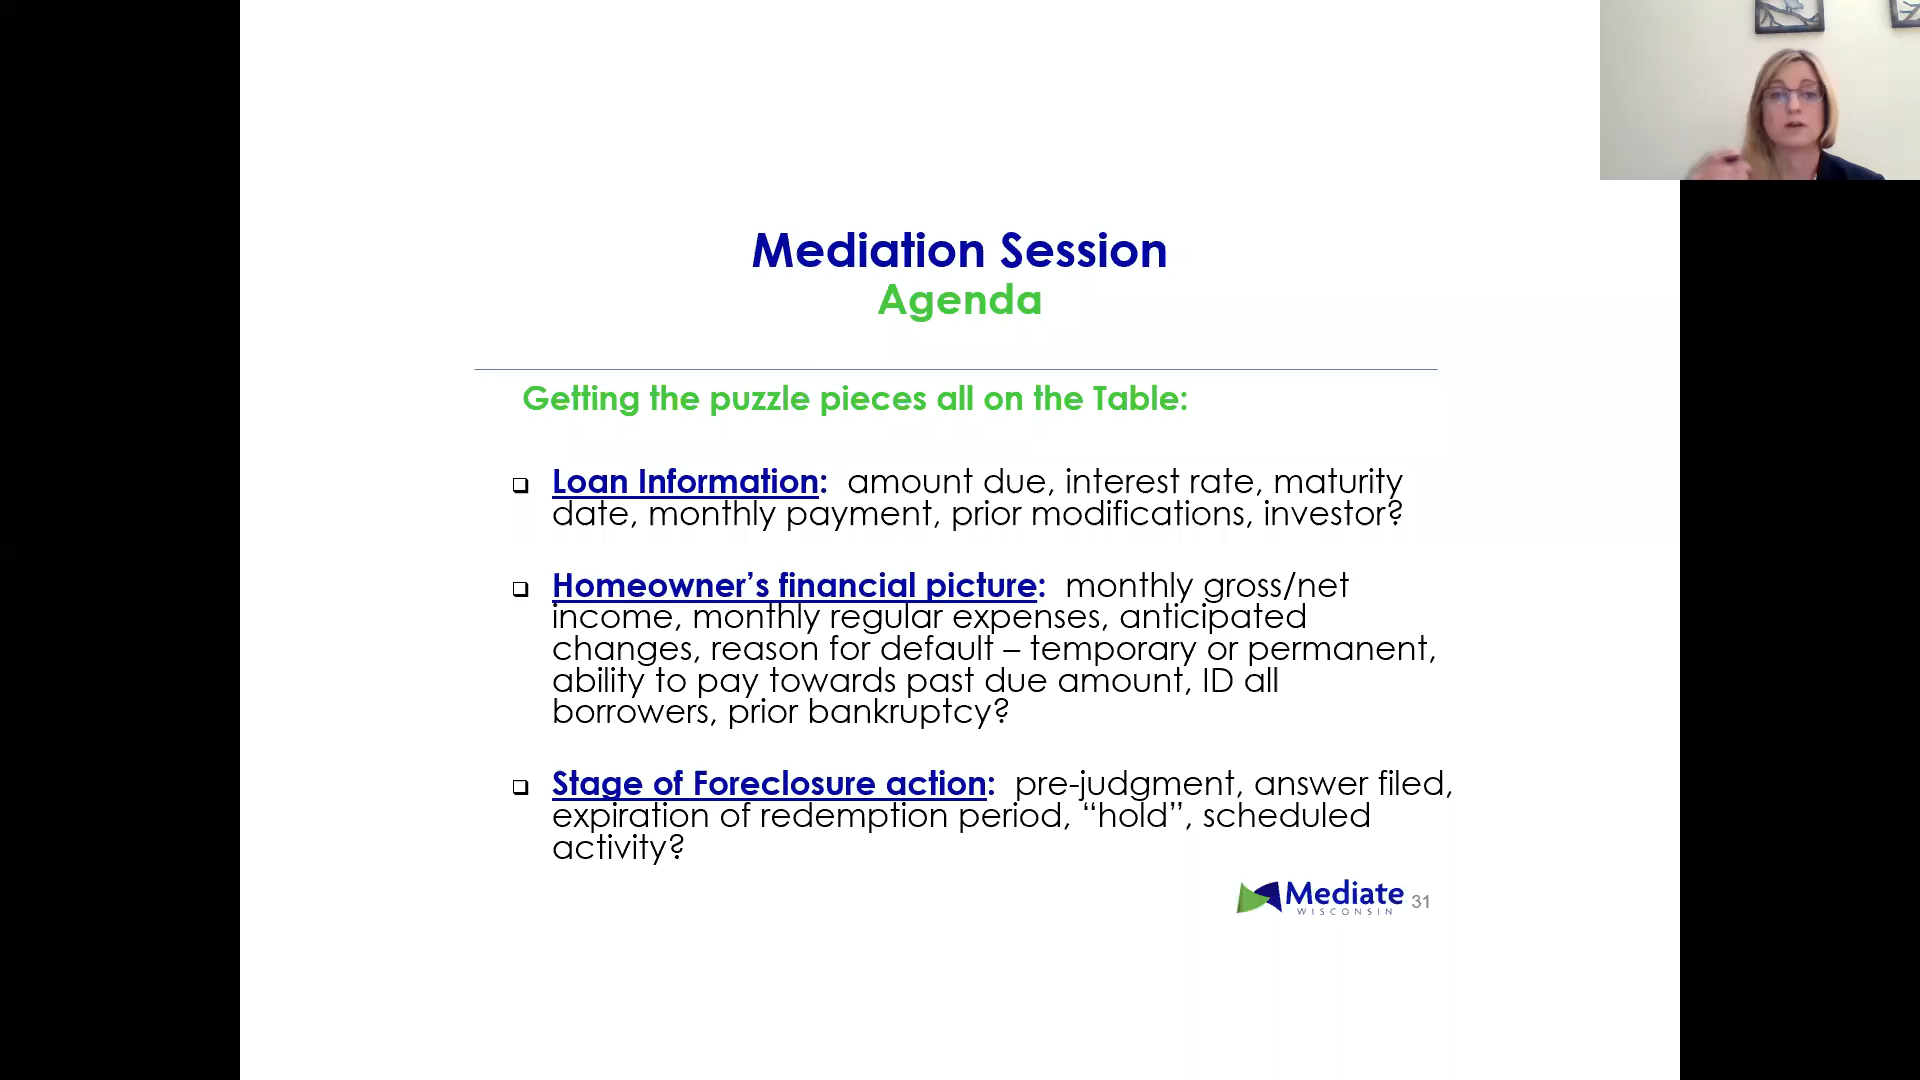 Mediation Session
Agenda
Getting the puzzle pieces all on the Table:
❑ Loan Information: amount due, interest rate, maturity
date, monthly payment, prior modifications, investor?
❑ Homeowner’s financial picture: monthly gross/net
income, monthly regular expenses, anticipated
changes, reason for default – temporary or permanent,
ability to pay towards past due amount, ID all
borrowers, prior bankruptcy?
❑ Stage of Foreclosure action: pre-judgment, answer filed,
expiration of redemption period, “hold”, scheduled
activity?
Mediate
WISCONSIN
31